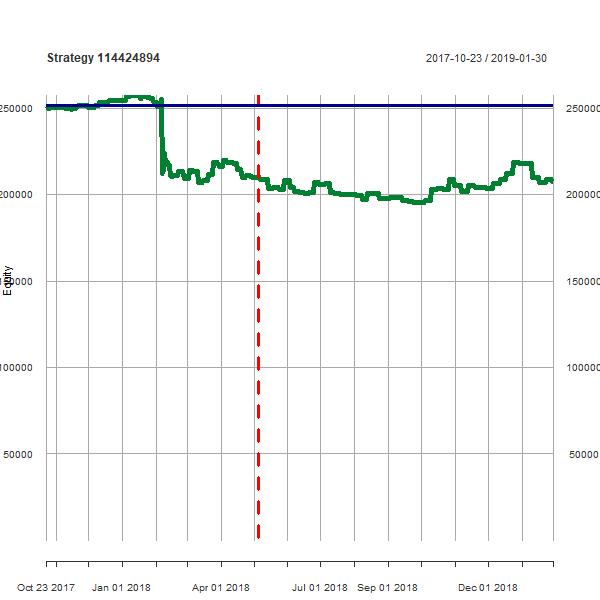 Strategy 114424894 2017-10-23 / 2019-01-30
250000 250000
200000 200000
150000 150000
100000 100000
50000 50000
Equity
Oct 23 2017 Jan 01 2018 Apr 01 2018 Jul 01 2018 Sep 01 2018 Dec 01 2018